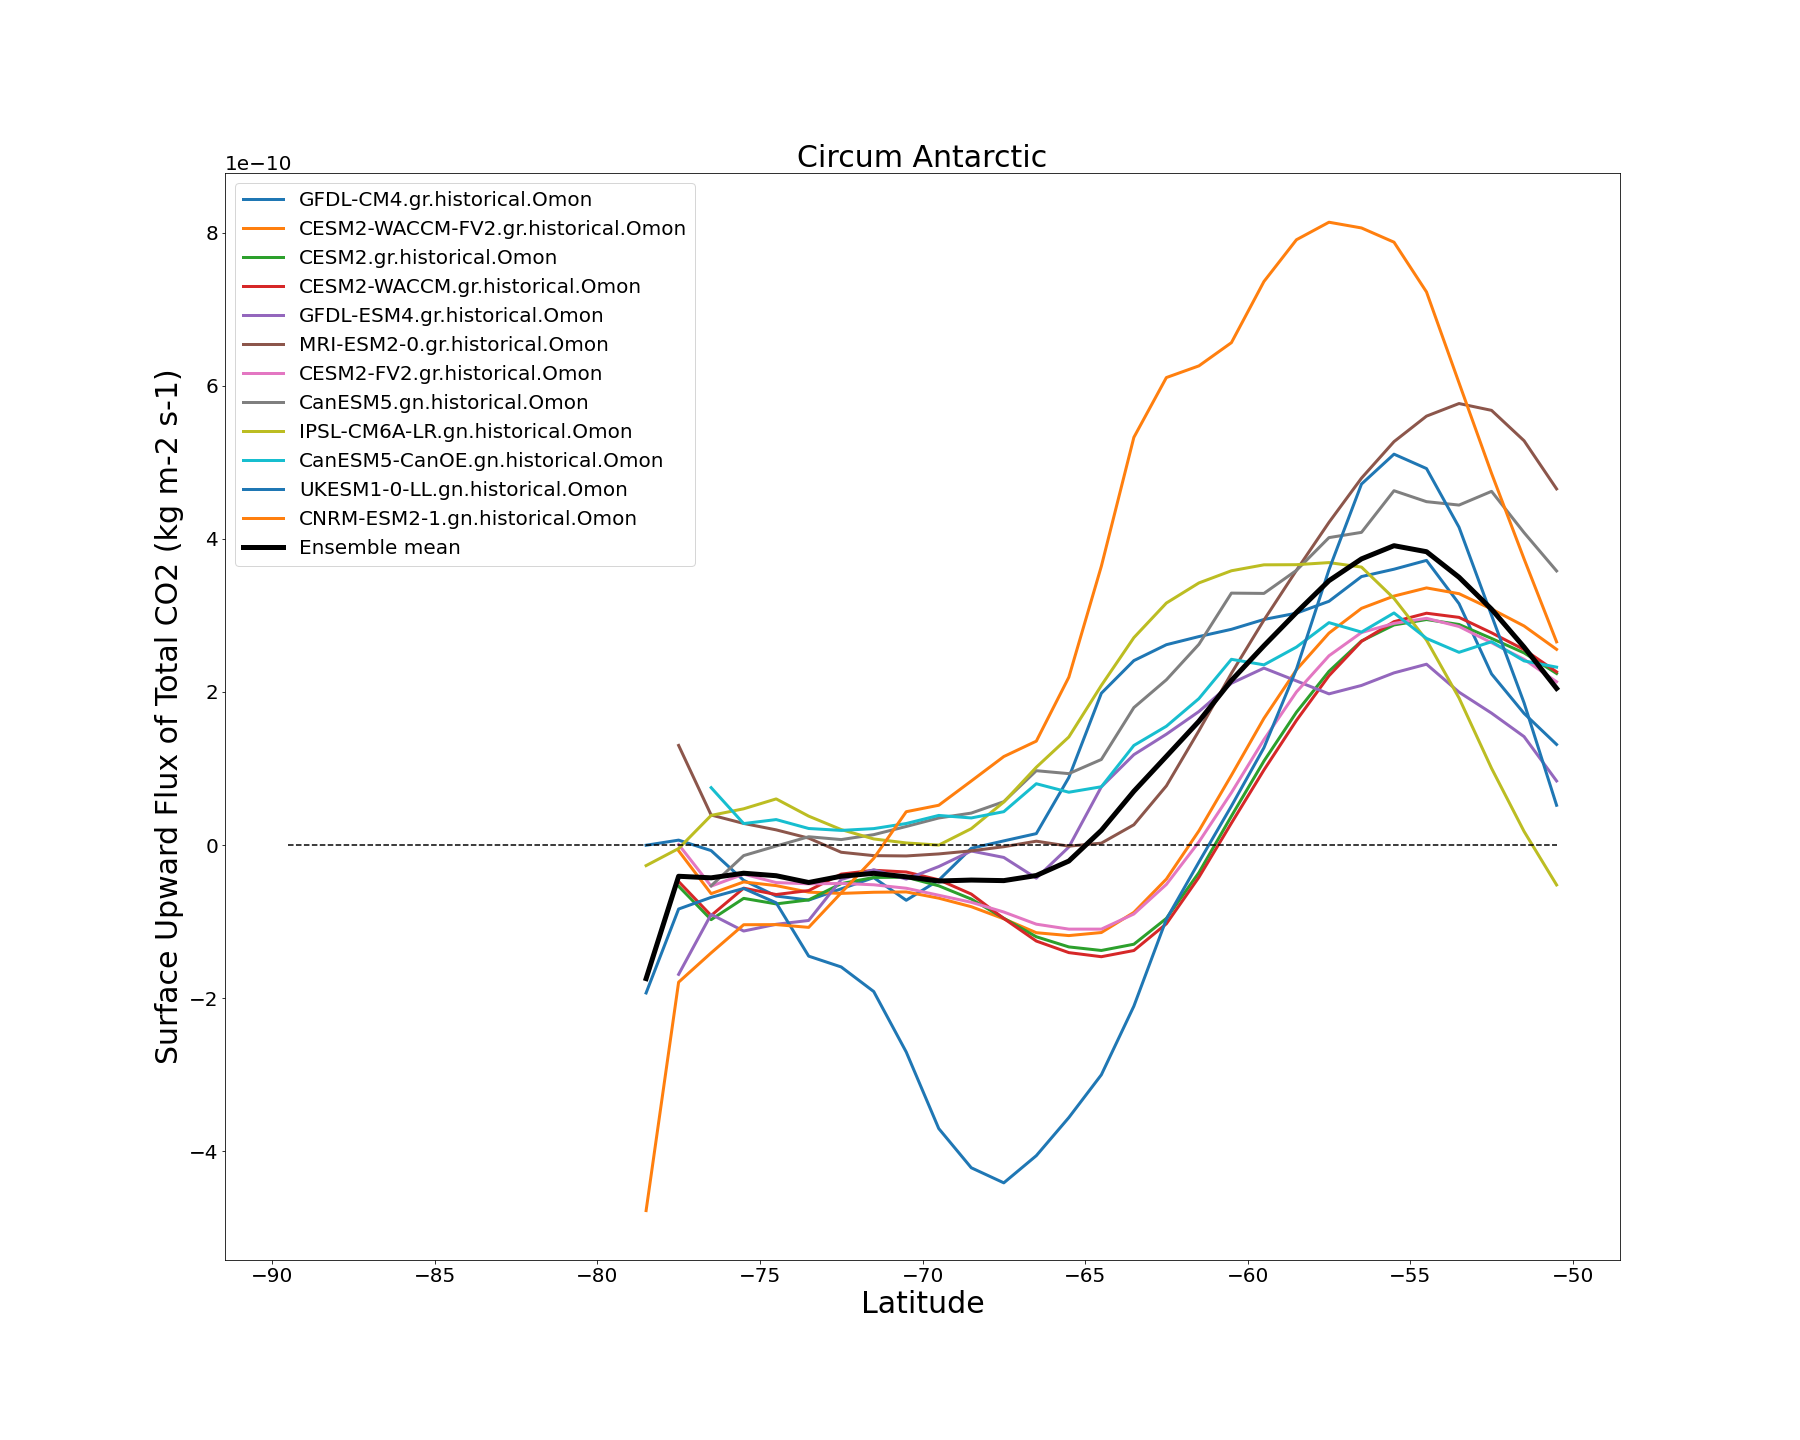 Circum Antarctic
1e−10
GFDL-CM4.gr.historical.Omon
CESM2-WACCM-FV2.gr.historical.Omon
CESM2.gr.historical.Omon
CESM2-WACCM.gr.historical.Omon
GFDL-ESM4.gr.historical.Omon
MRI-ESM2-0.gr.historical.Omon
CESM2-FV2.gr.historical.Omon
CanESM5.gn.historical.Omon
IPSL-CM6A-LR.gn.historical.Omon
CanESM5-CanOE.gn.historical.Omon
UKESM1-0-LL.gn.historical.Omon
CNRM-ESM2-1.gn.historical.Omon
Ensemble mean
Surface Upward Flux of Total CO2 (kg m-2 s-1)
8
6
4
2
0
−2
−4
−90 −85 −80 −75 −70 −65 −60 −55 −50
Latitude